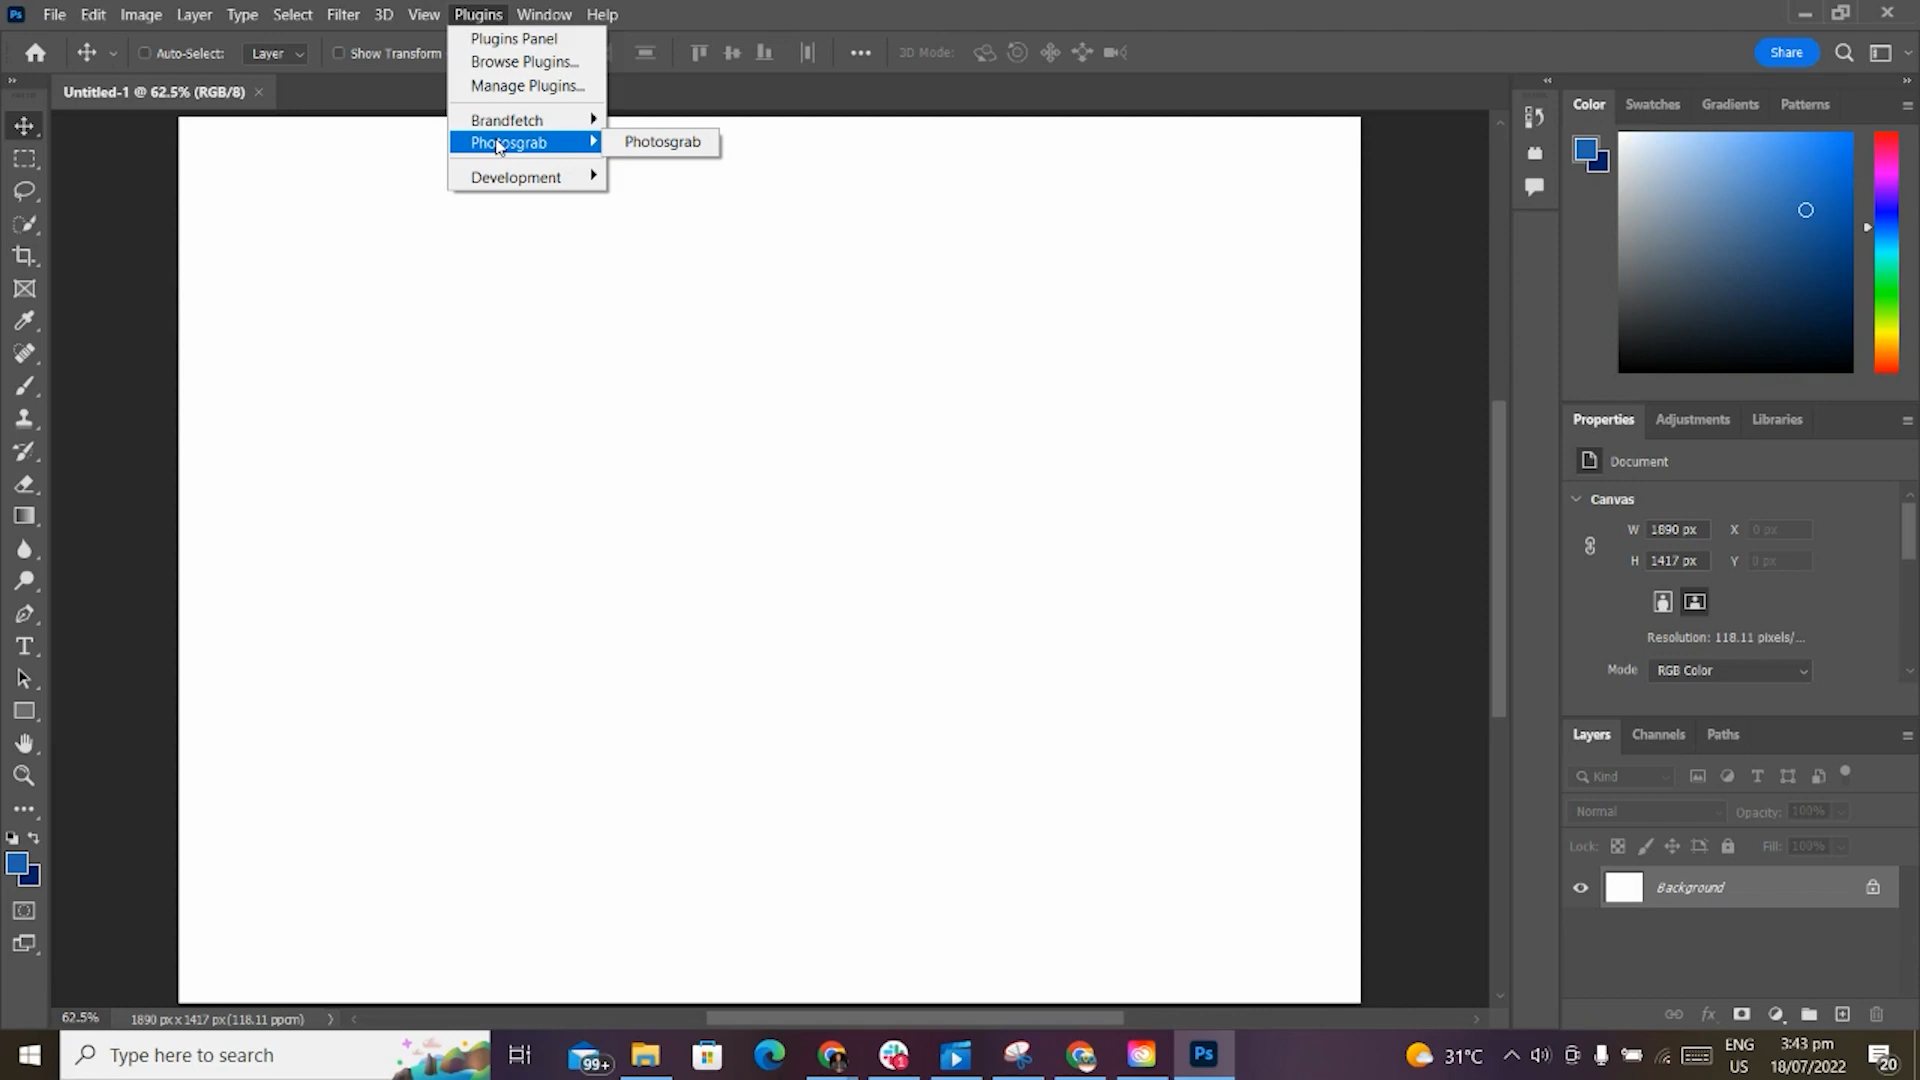 Ps File Edit Image Layer Type Select Filter 3D View Plugins Window Help
Auto-Select: Layer Show Transform 3D Mode: Share
Plugins Panel
Browse Plugins...
Manage Plugins...
Brandfetch
Photosgrab Photosgrab
Development
Untitled-1 @ 62.5% (RGB/8)
Color Swatches Gradients Patterns
Properties Adjustments Libraries
Document
Canvas
W 1890 px X 0 px
H 1417 px Y 0 px
Resolution: 118.11 pixels/...
Mode RGB Color
Layers Channels Paths
Kind
Normal Opacity: 100%
Lock: Fill: 100%
Background
62.5% 1890 px x 1417 px (118.11 ppcm)
Type here to search
99+
1
Ps
31°C
ENG
US
3:43 pm
18/07/2022
20